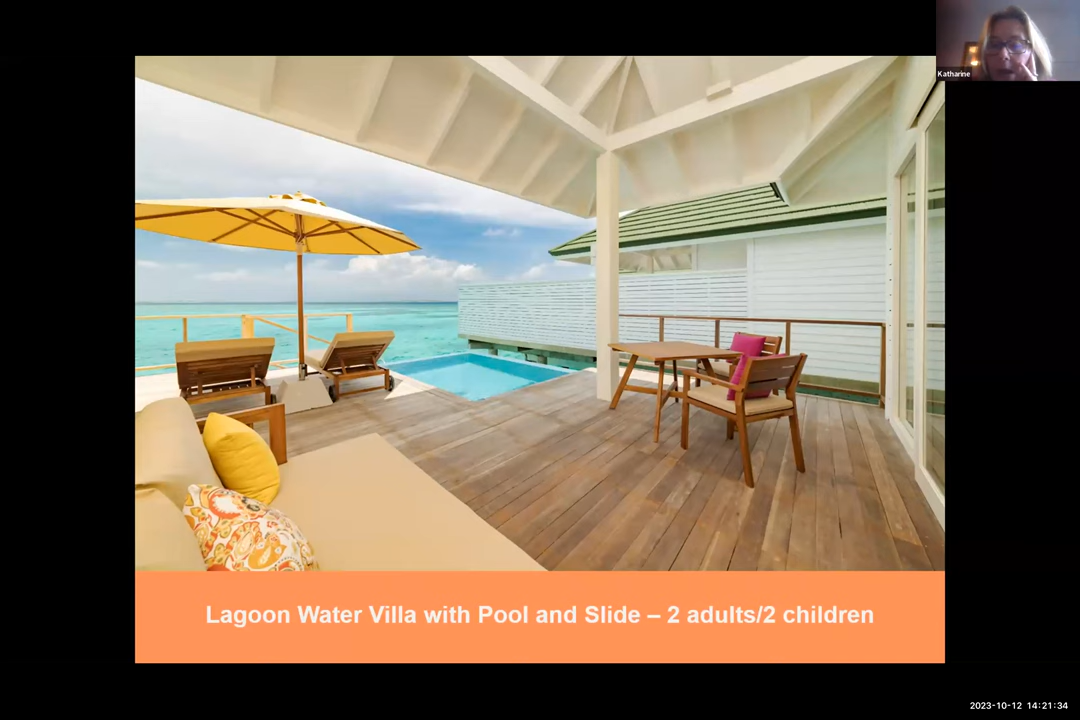 Katharine
Lagoon Water Villa with Pool and Slide – 2 adults/2 children
2023-10-12 14:21:34